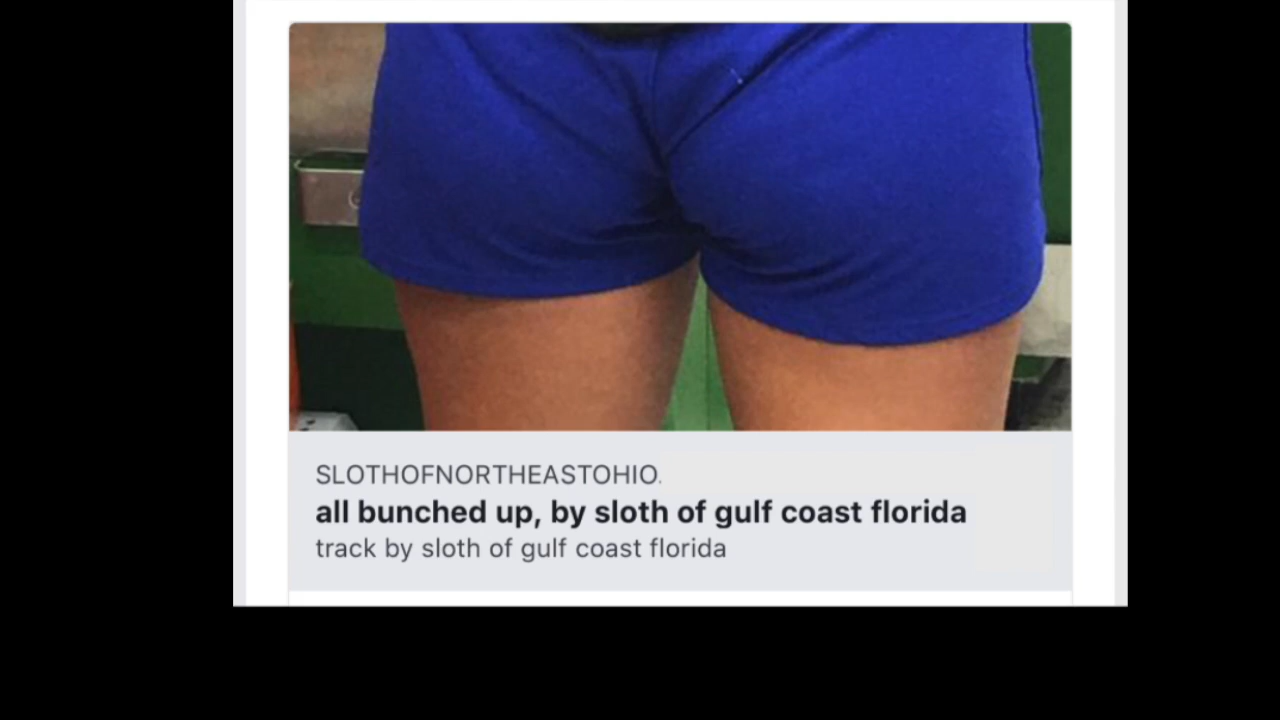 SLOTHOFNORTHEASTOHIO.
all bunched up, by sloth of gulf coast florida
track by sloth of gulf coast florida